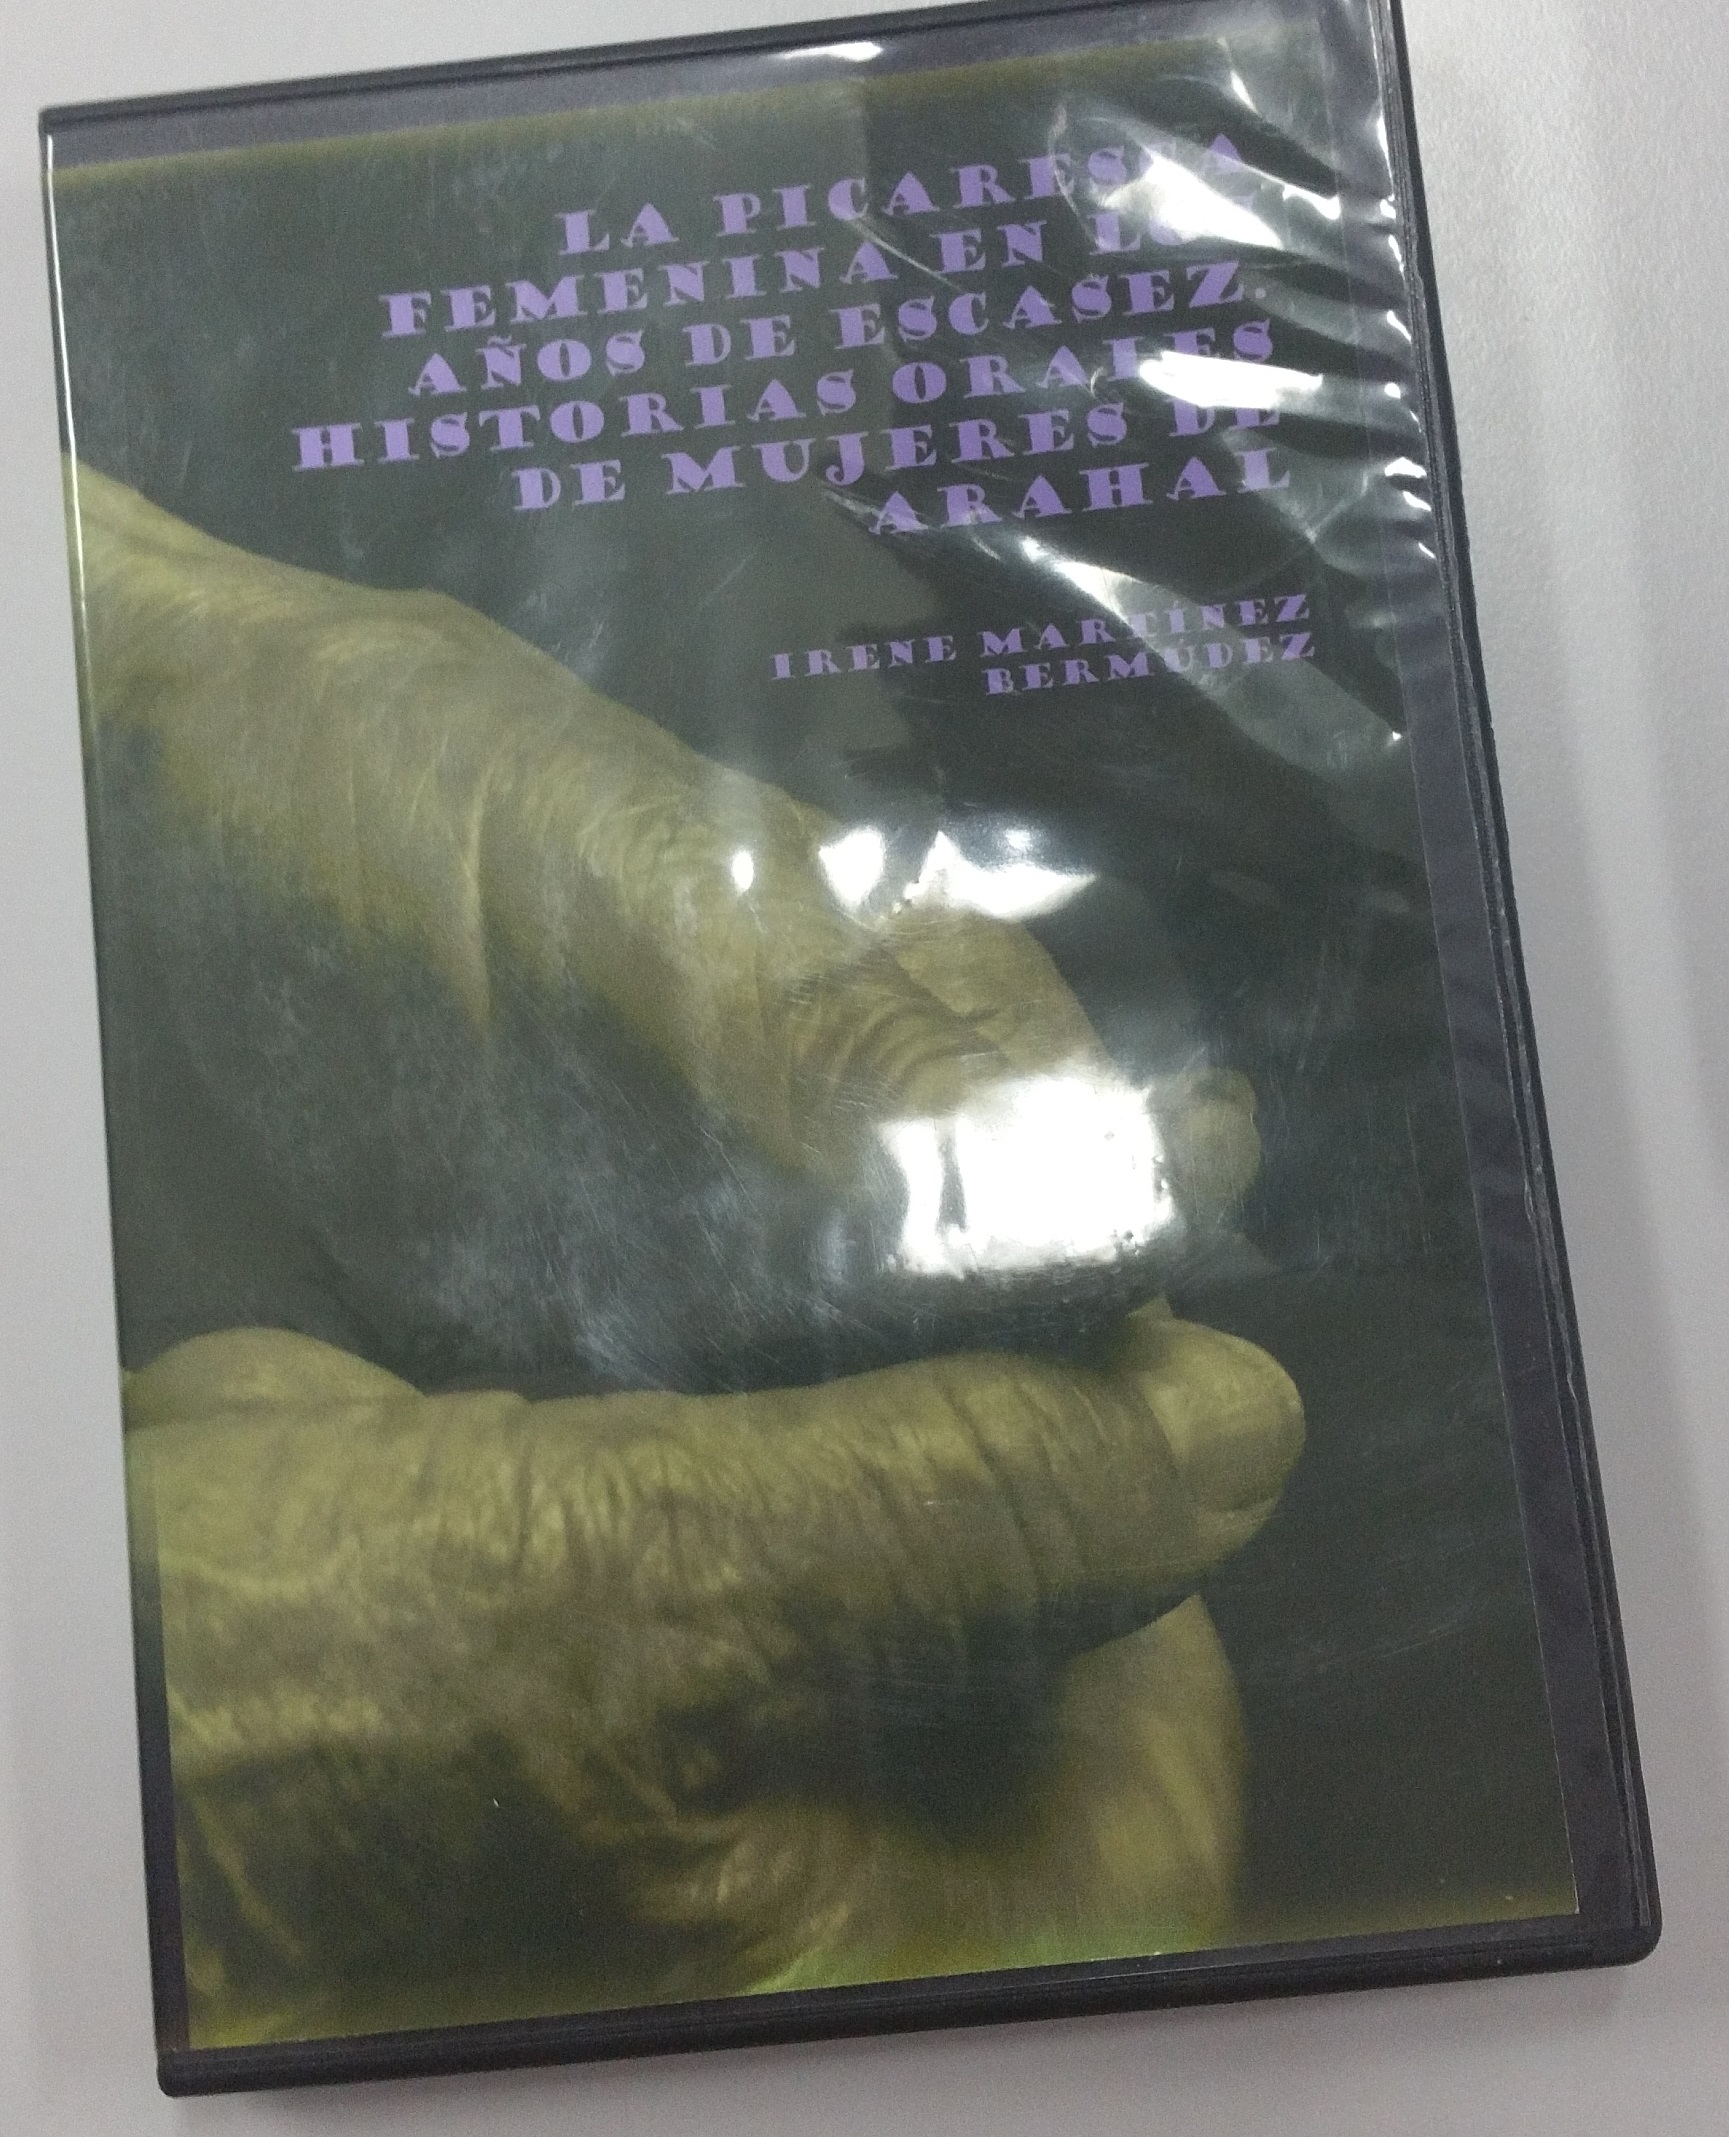 LA PICARESCA
FEMENINA EN LOS
AÑOS DE ESCASEZ.
HISTORIAS ORALES
DE MUJERES DE
ARAHAL
IRENE MARTÍNEZ
BERMÚDEZ